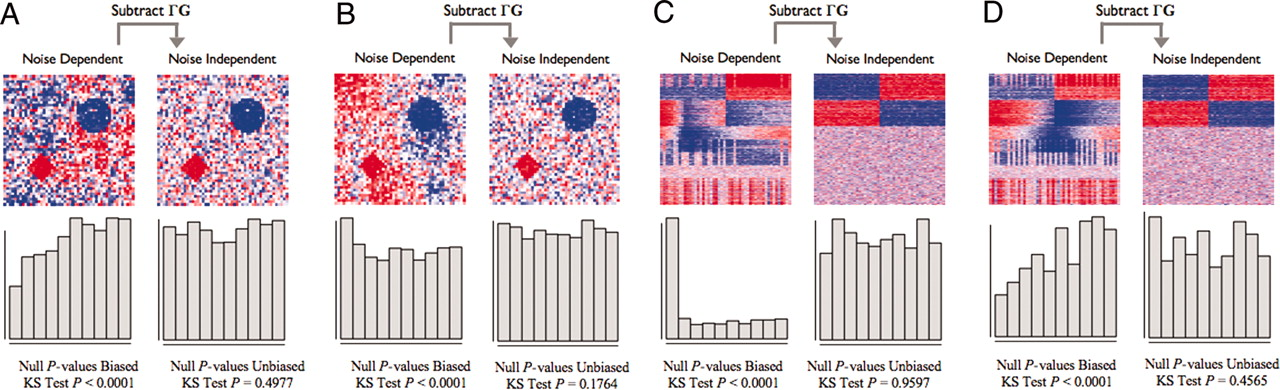 A
Subtract ΓG
Noise Dependent
Noise Independent
Null P-values Biased
KS Test P < 0.0001
Null P-values Unbiased
KS Test P = 0.4977
B
Subtract ΓG
Noise Dependent
Noise Independent
Null P-values Biased
KS Test P < 0.0001
Null P-values Unbiased
KS Test P = 0.1764
C
Subtract ΓG
Noise Dependent
Noise Independent
Null P-values Biased
KS Test P < 0.0001
Null P-values Unbiased
KS Test P = 0.9597
D
Subtract ΓG
Noise Dependent
Noise Independent
Null P-values Biased
KS Test P < 0.0001
Null P-values Unbiased
KS Test P = 0.4565